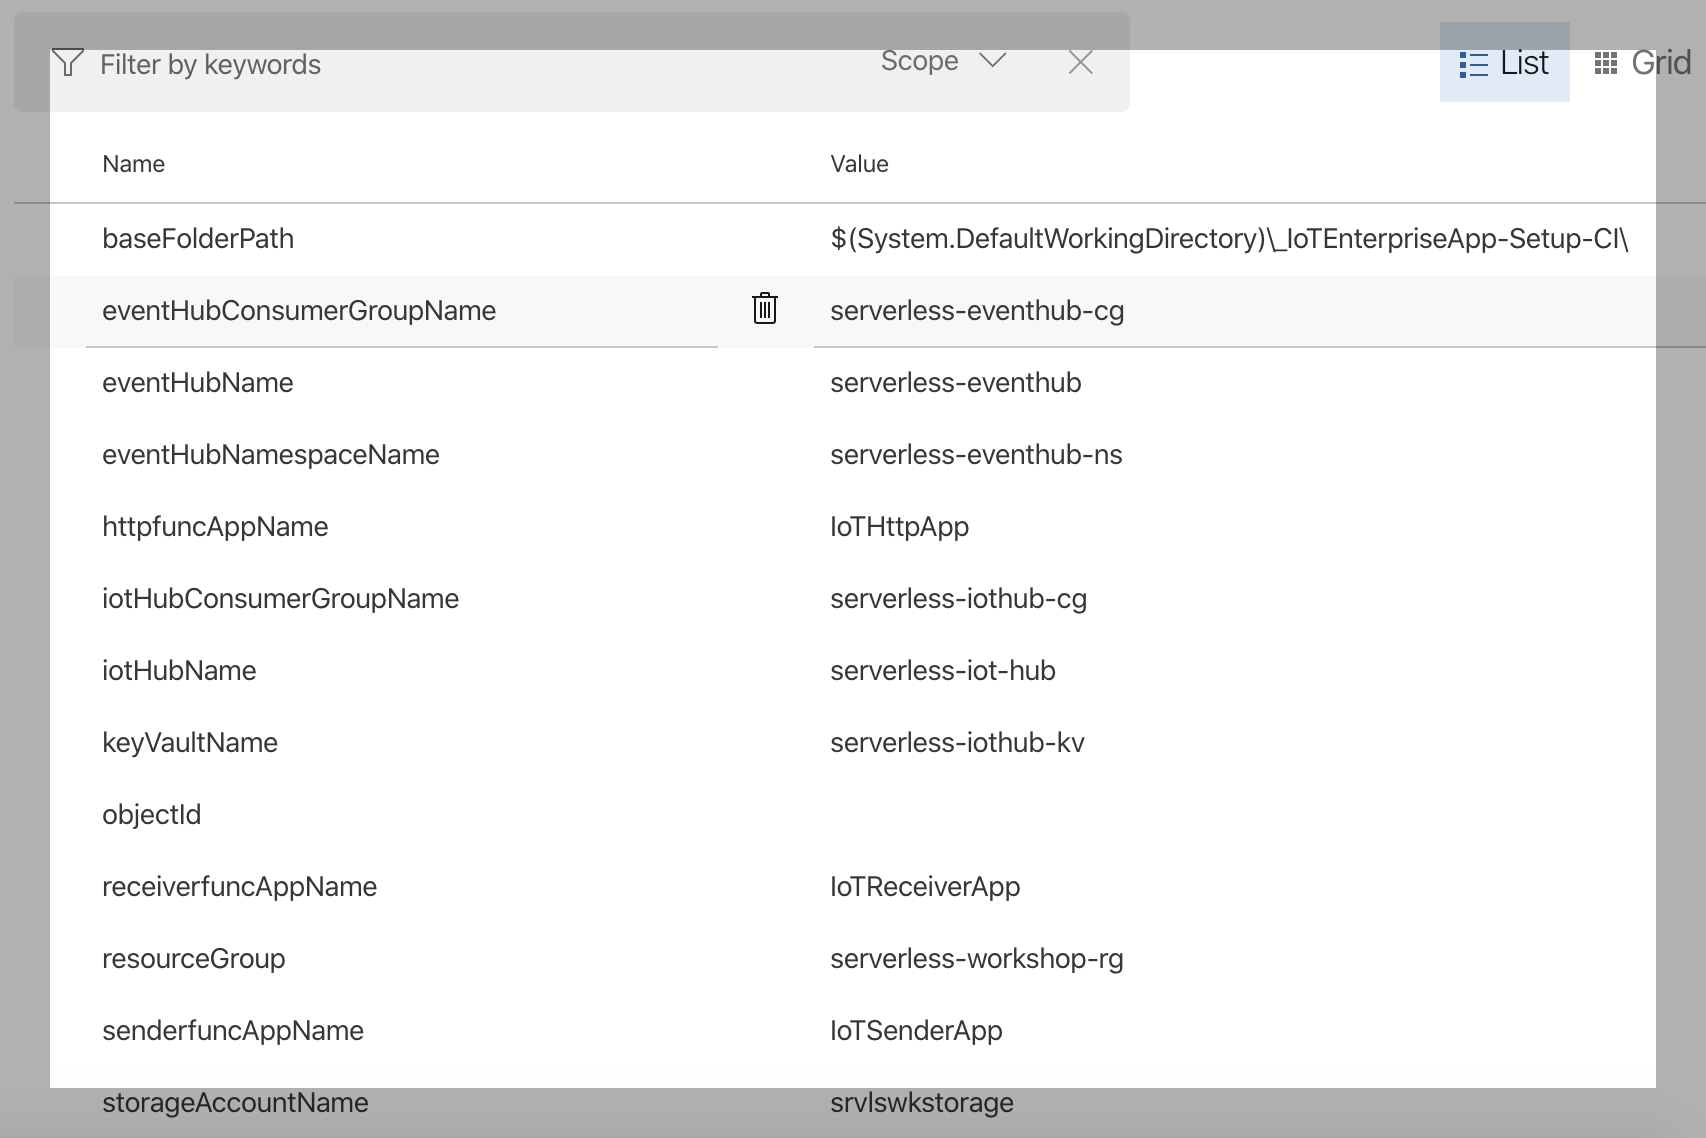 Filter by keywords Scope List Grid
Name Value
baseFolderPath $(System.DefaultWorkingDirectory)\_IoTEnterpriseApp-Setup-CI\
eventHubConsumerGroupName serverless-eventhub-cg
eventHubName serverless-eventhub
eventHubNamespaceName serverless-eventhub-ns
httpfuncAppName IoTHttpApp
iotHubConsumerGroupName serverless-iothub-cg
iotHubName serverless-iot-hub
keyVaultName serverless-iothub-kv
objectId
receiverfuncAppName IoTReceiverApp
resourceGroup serverless-workshop-rg
senderfuncAppName IoTSenderApp
storageAccountName srvlswkstorage